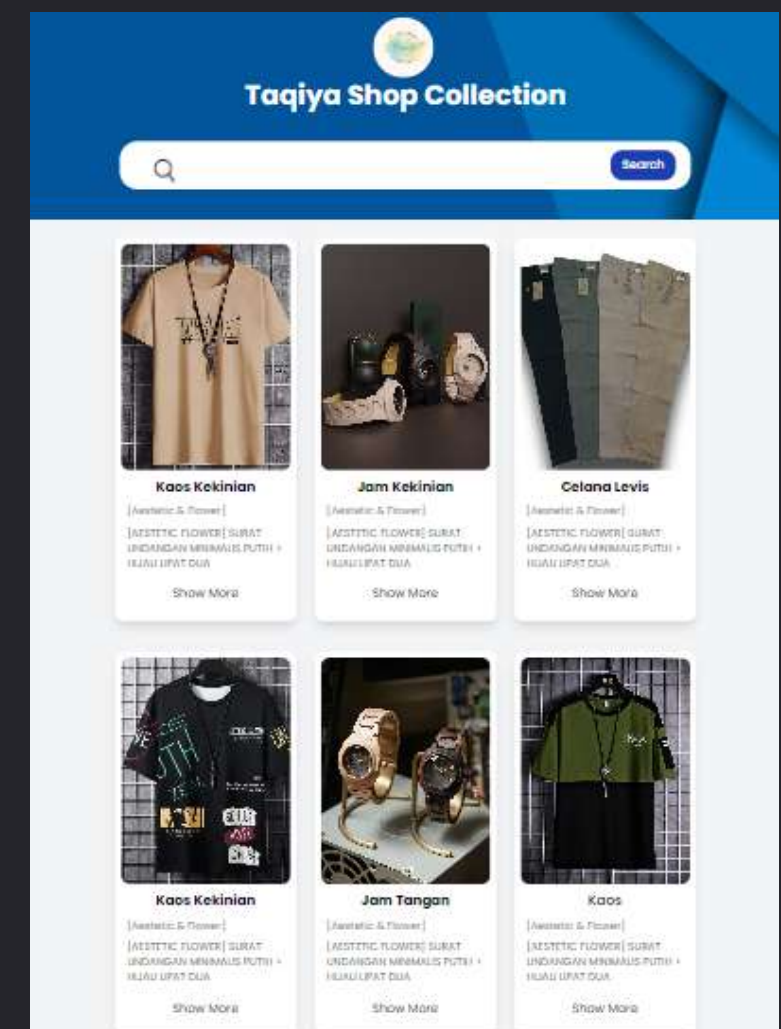 Taqiya Shop Collection
Search
Kaos Kekinian
[Aestetic & Flower]
[AESTETIC FLOWER] SURAT
UNDANGAN MINIMALIS PUTIH +
HIJAU LIPAT DUA
Show More
Jam Kekinian
[Aestetic & Flower]
[AESTETIC FLOWER] SURAT
UNDANGAN MINIMALIS PUTIH +
HIJAU LIPAT DUA
Show More
Celana Levis
[Aestetic & Flower]
[AESTETIC FLOWER] SURAT
UNDANGAN MINIMALIS PUTIH +
HIJAU LIPAT DUA
Show More
Kaos Kekinian
[Aestetic & Flower]
[AESTETIC FLOWER] SURAT
UNDANGAN MINIMALIS PUTIH +
HIJAU LIPAT DUA
Show More
Jam Tangan
[Aestetic & Flower]
[AESTETIC FLOWER] SURAT
UNDANGAN MINIMALIS PUTIH +
HIJAU LIPAT DUA
Show More
Kaos
[Aestetic & Flower]
[AESTETIC FLOWER] SURAT
UNDANGAN MINIMALIS PUTIH +
HIJAU LIPAT DUA
Show More